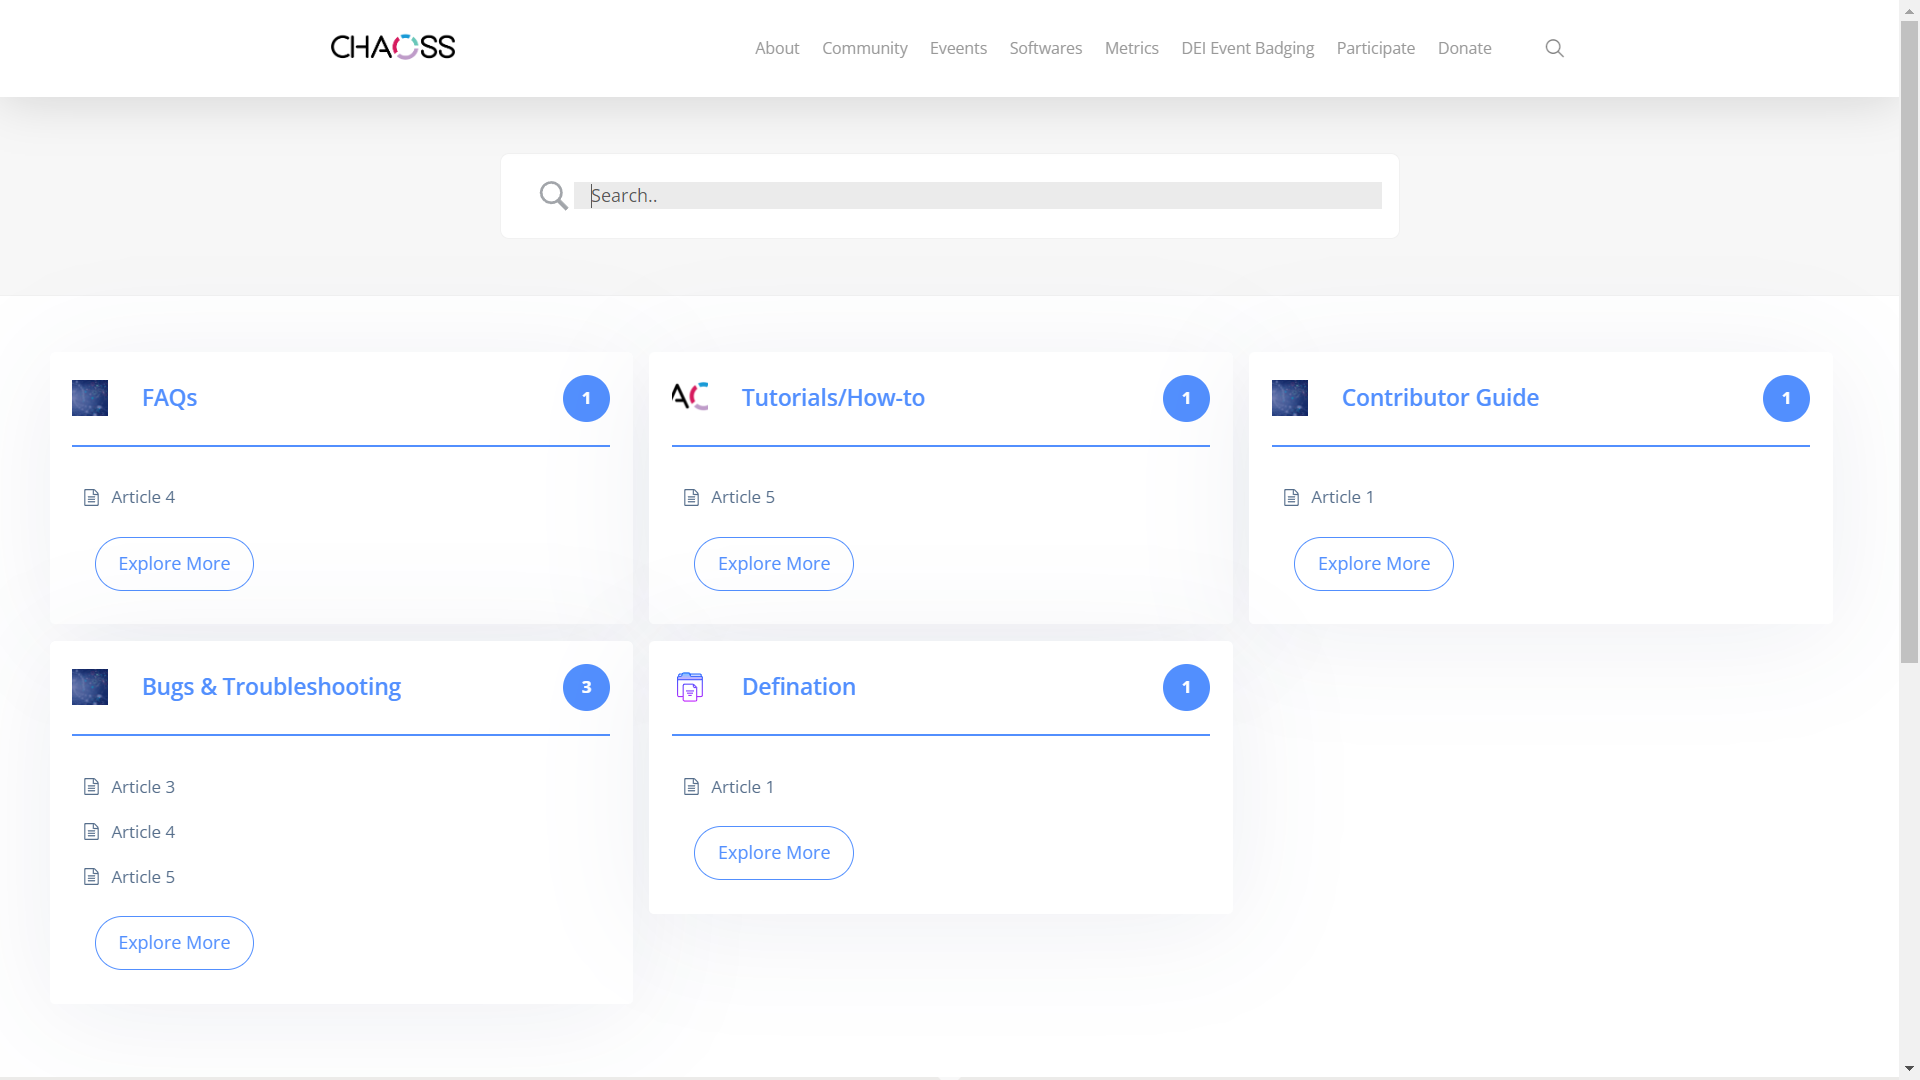 CHAOSS
About Community Eveents Softwares Metrics DEI Event Badging Participate Donate
Search..
FAQs 1
Article 4
Explore More
AC Tutorials/How-to 1
Article 5
Explore More
Contributor Guide 1
Article 1
Explore More
Bugs & Troubleshooting 3
Article 3
Article 4
Article 5
Explore More
Defination 1
Article 1
Explore More